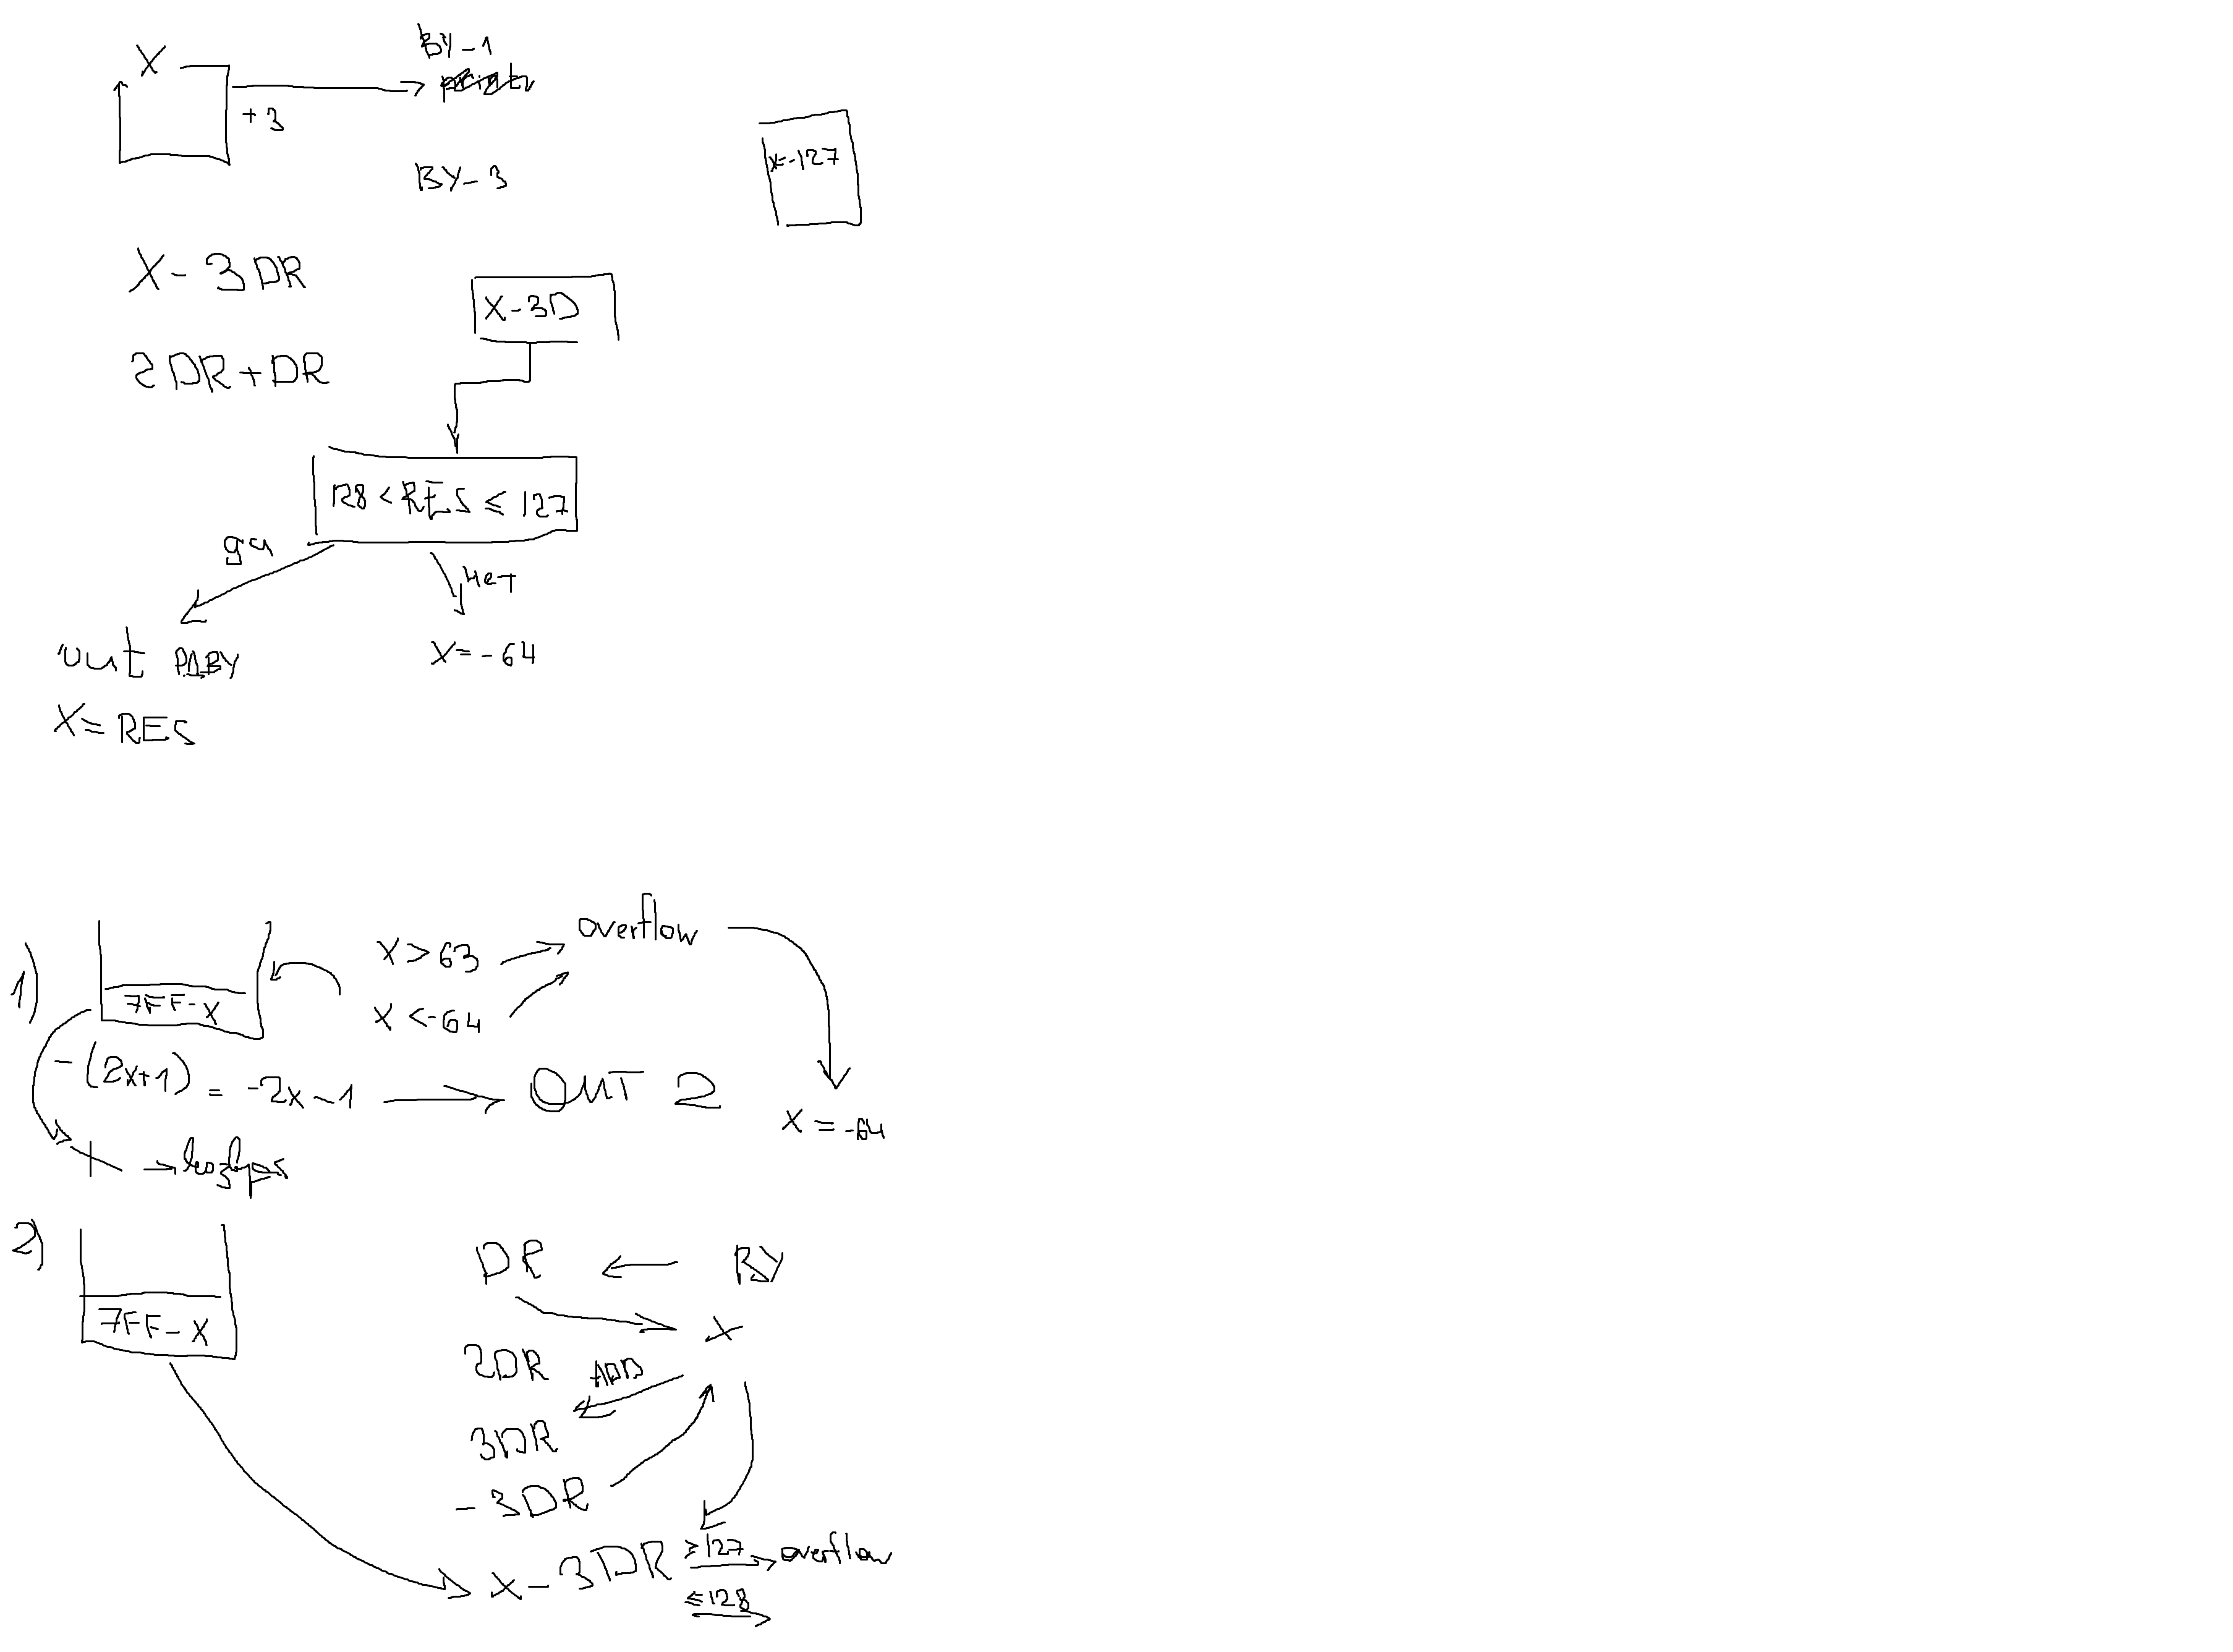 X
ВУ-1
+3
ВУ-3
X=-127
X-3DR
X-3D
2DR+DR
128 < RES ≤ 127
да
нет
out РДВУ
X=-64
X=RES
1)
7FF-X
X>63
X<-64
overflow
-(2x+1) = -2x-1
OUT 2
X=-64
→возврат
2)
7FF-X
DR
ВУ
X
2DR
ADD
3DR
-3DR
X-3DR
≥127
overflow
≤128